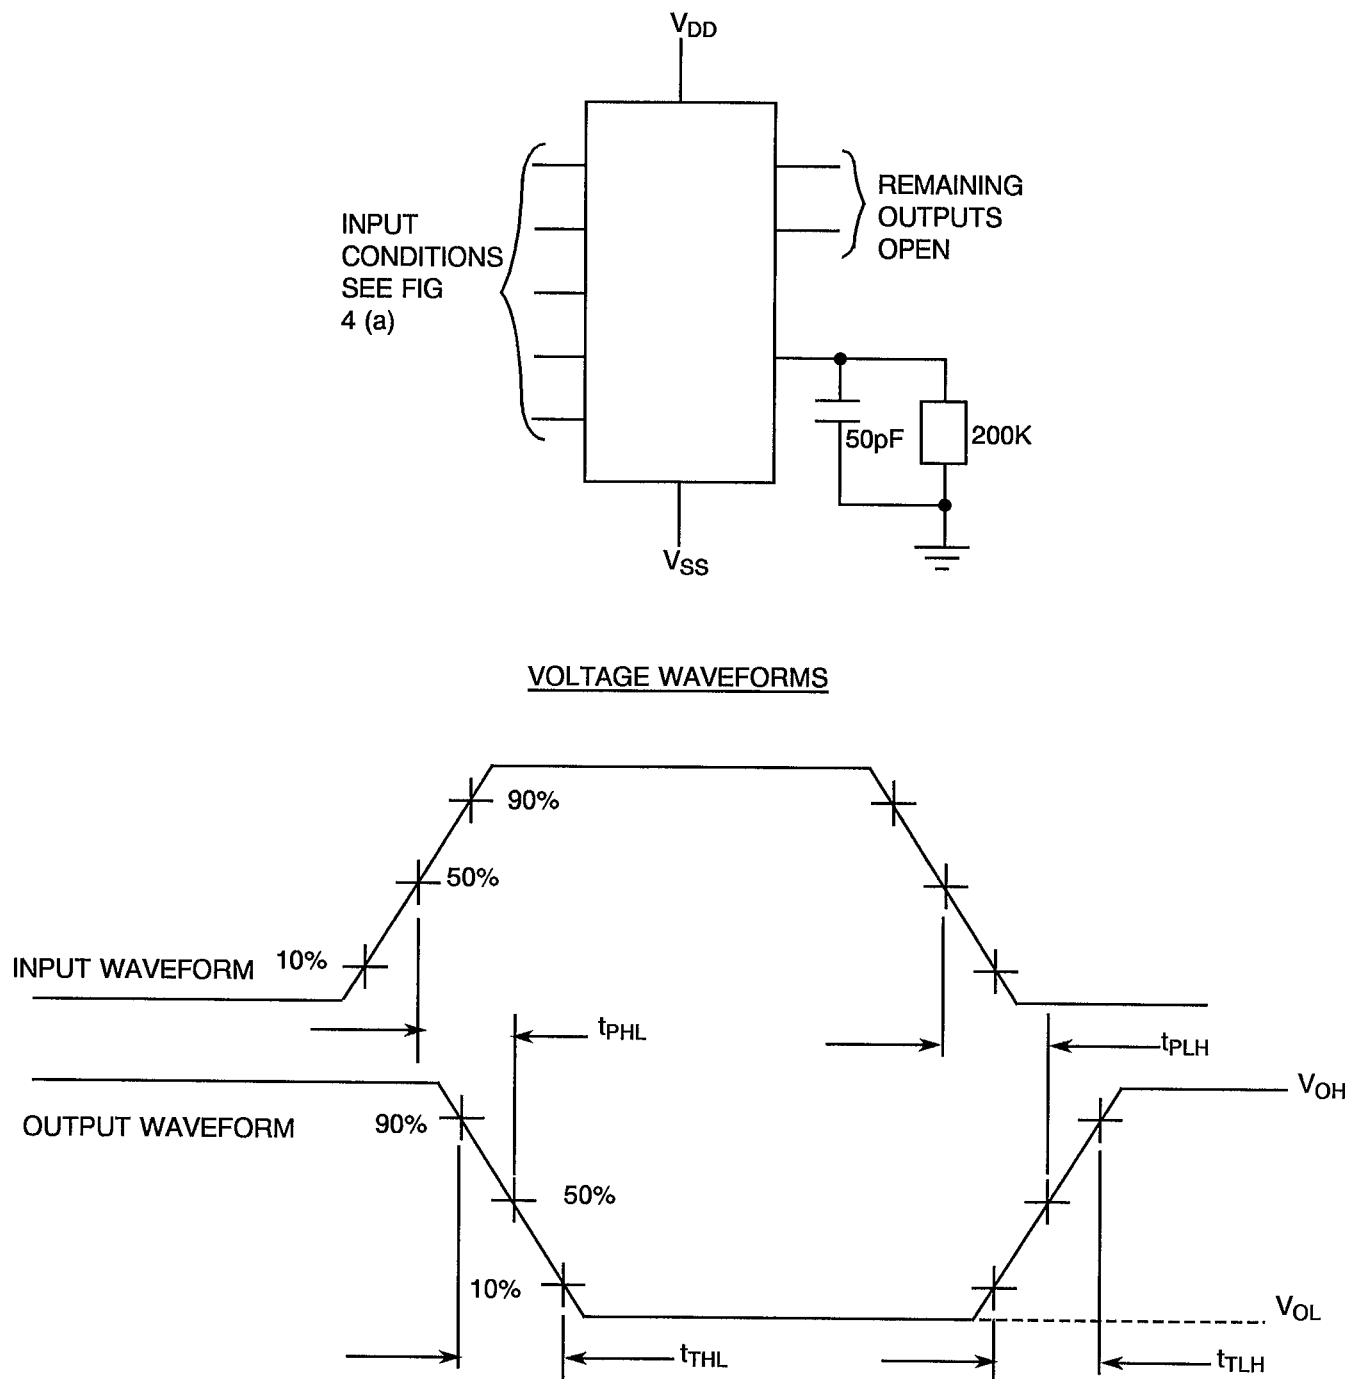 VDD
INPUT
CONDITIONS
SEE FIG
4 (a)
REMAINING
OUTPUTS
OPEN
50pF
200K
VSS
VOLTAGE WAVEFORMS
90%
50%
10%
INPUT WAVEFORM
tPHL
tPLH
VOH
OUTPUT WAVEFORM
90%
50%
10%
VOL
tTHL
tTLH